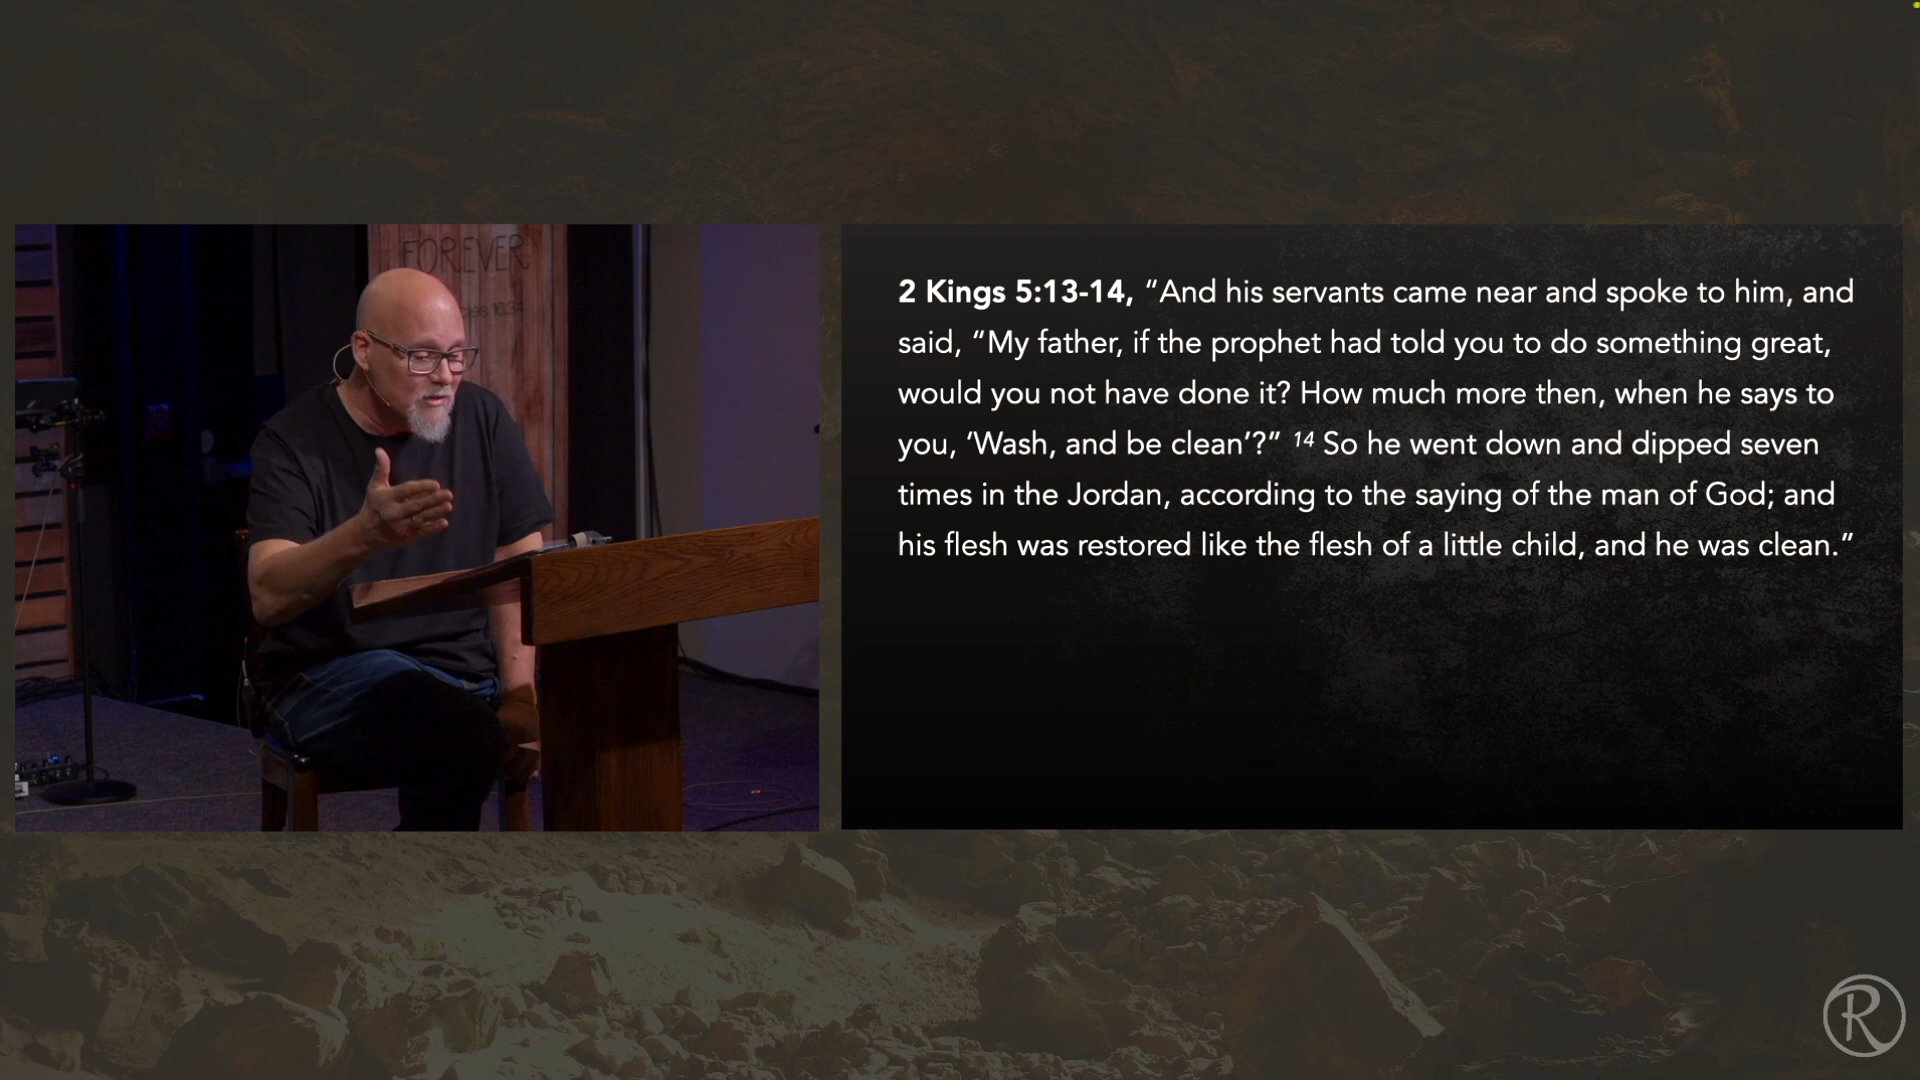 FOREVER
16:34
2 Kings 5:13-14, “And his servants came near and spoke to him, and
said, “My father, if the prophet had told you to do something great,
would you not have done it? How much more then, when he says to
you, ‘Wash, and be clean’?” 14 So he went down and dipped seven
times in the Jordan, according to the saying of the man of God; and
his flesh was restored like the flesh of a little child, and he was clean.”
R